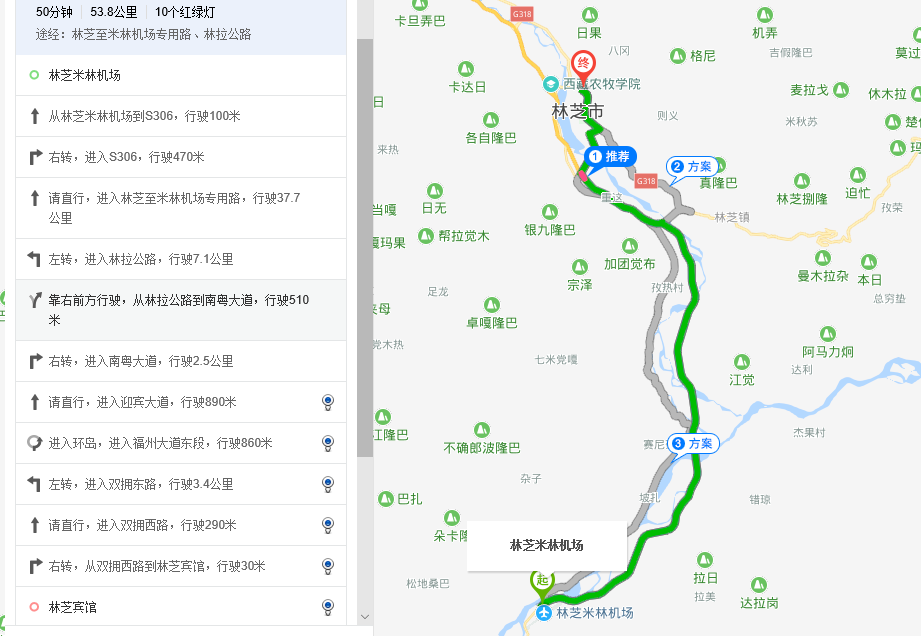 50分钟 53.8公里 10个红绿灯
途经：林芝至米林机场专用路、林拉公路
林芝米林机场
从林芝米林机场到S306，行驶100米
右转，进入S306，行驶470米
请直行，进入林芝至米林机场专用路，行驶37.7
公里
左转，进入林拉公路，行驶7.1公里
靠右前方行驶，从林拉公路到南粤大道，行驶510
米
右转，进入南粤大道，行驶2.5公里
请直行，进入迎宾大道，行驶890米
进入环岛，进入福州大道东段，行驶860米
左转，进入双拥东路，行驶3.4公里
请直行，进入双拥西路，行驶290米
右转，从双拥西路到林芝宾馆，行驶30米
林芝宾馆
卡旦弄巴
G318
日果
机弄
八冈
格尼
吉假隆巴
莫过
终
卡达日
西藏农牧学院
麦拉戈
休木拉
日
林芝市
各自隆巴
则义
米秋苏
楚
玛
来热
1 推荐
2 方案
G318
真隆巴
林芝捌隆
追忙
孜荣
当嘎
日无
重这
林芝镇
嘎玛果
帮拉觉木
银九隆巴
加团觉布
曼木拉杂
本日
宗泽
孜热村
总穷垫
足龙
夹母
卓嘎隆巴
阿马力炯
党木热
七米党嘎
达利
江觉
江隆巴
不确郎波隆巴
赛尼
3 方案
杰果村
杂子
巴扎
坡扎
错琼
朵卡隆
林芝米林机场
松地桑巴
起
拉日
拉美
达拉岗
林芝米林机场